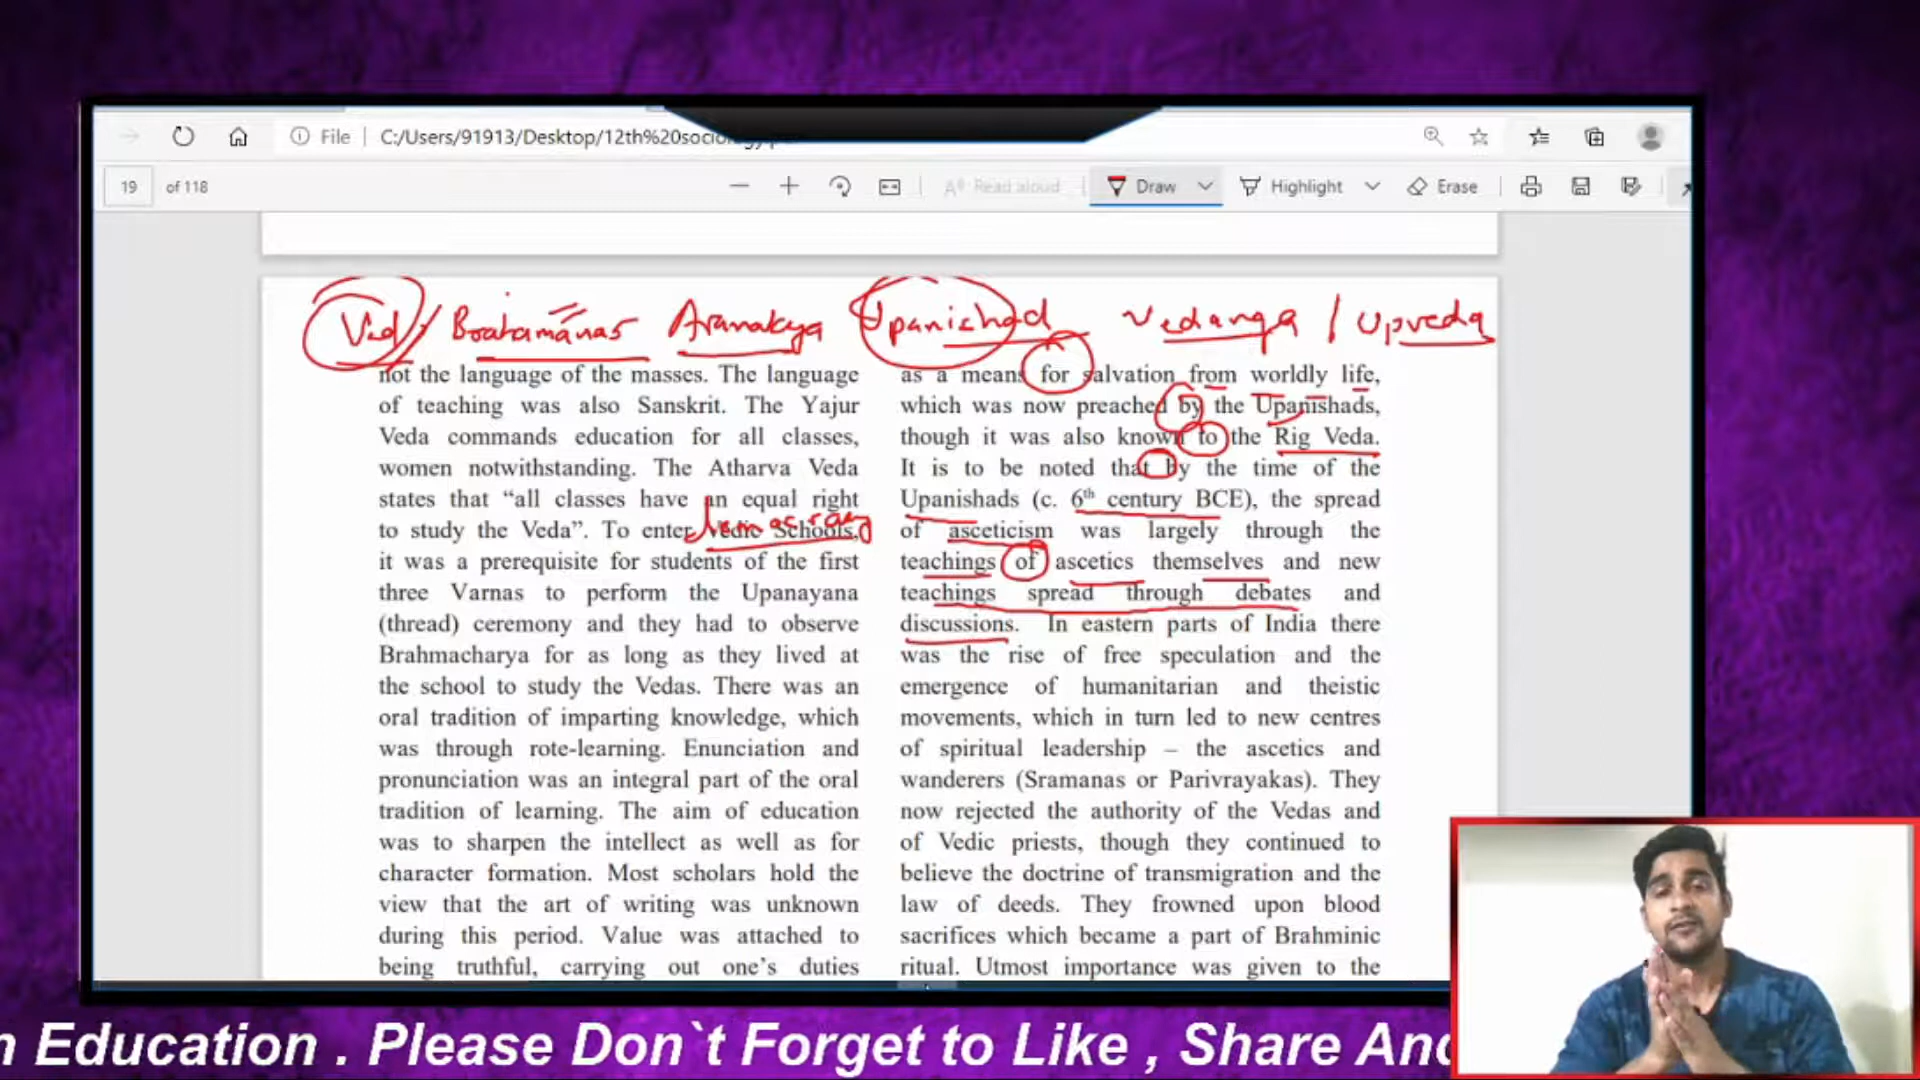 File
C:/Users/91913/Desktop/12th%20sociology.p
19 of 118
Read aloud
Draw
Highlight
Erase
Ved / Brahamanas Aranakya Upanishad Vedanga / Upveda
not the language of the masses. The language
of teaching was also Sanskrit. The Yajur
Veda commands education for all classes,
women notwithstanding. The Atharva Veda
states that “all classes have an equal right
to study the Veda”. To enter Vedic Schools,
it was a prerequisite for students of the first
three Varnas to perform the Upanayana
(thread) ceremony and they had to observe
Brahmacharya for as long as they lived at
the school to study the Vedas. There was an
oral tradition of imparting knowledge, which
was through rote-learning. Enunciation and
pronunciation was an integral part of the oral
tradition of learning. The aim of education
was to sharpen the intellect as well as for
character formation. Most scholars hold the
view that the art of writing was unknown
during this period. Value was attached to
being truthful, carrying out one’s duties
as a means for salvation from worldly life,
which was now preached by the Upanishads,
though it was also known to the Rig Veda.
It is to be noted that by the time of the
Upanishads (c. 6th century BCE), the spread
of asceticism was largely through the
teachings of ascetics themselves and new
teachings spread through debates and
discussions. In eastern parts of India there
was the rise of free speculation and the
emergence of humanitarian and theistic
movements, which in turn led to new centres
of spiritual leadership – the ascetics and
wanderers (Sramanas or Parivrayakas). They
now rejected the authority of the Vedas and
of Vedic priests, though they continued to
believe the doctrine of transmigration and the
law of deeds. They frowned upon blood
sacrifices which became a part of Brahminic
ritual. Utmost importance was given to the
n Education . Please Don`t Forget to Like , Share And